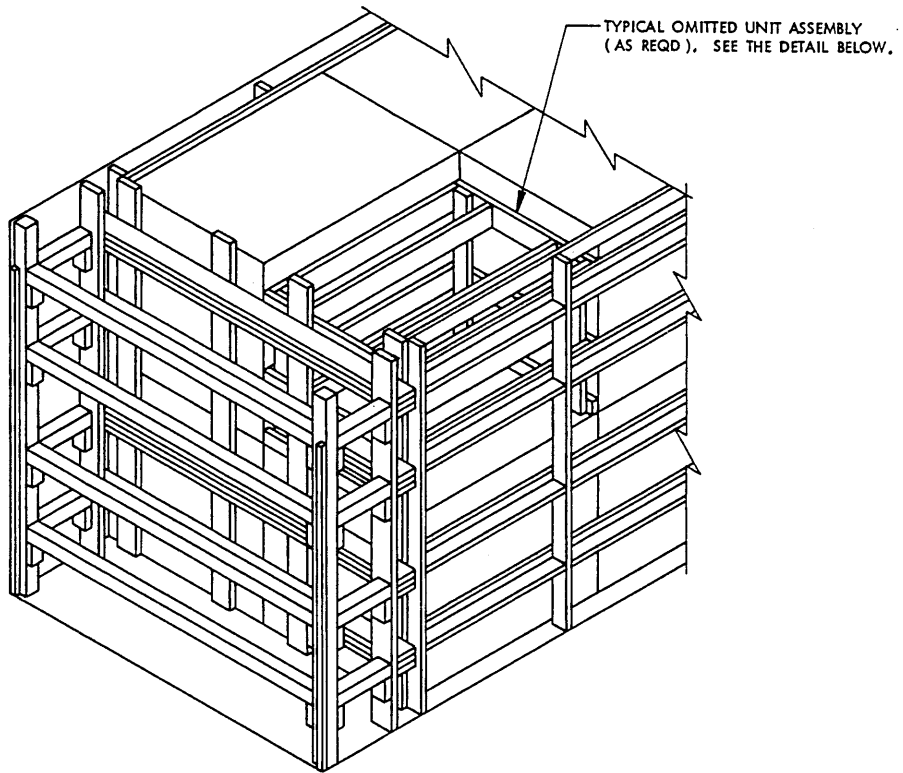 TYPICAL OMITTED UNIT ASSEMBLY
(AS REQD). SEE THE DETAIL BELOW.